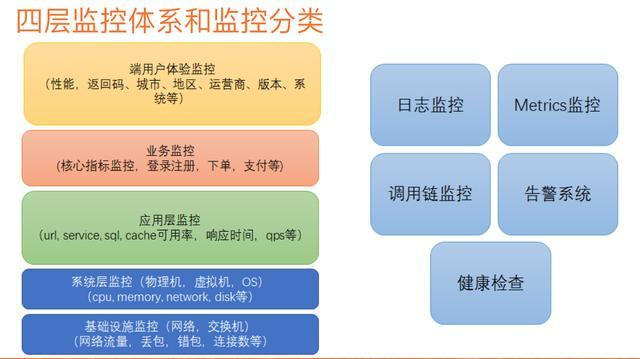 四层监控体系和监控分类
端用户体验监控
（性能，返回码、城市、地区、运营商、版本、系
统等）
业务监控
（核心指标监控，登录注册，下单，支付等)
应用层监控
（url, service, sql, cache可用率，响应时间，qps等）
系统层监控（物理机，虚拟机，OS）
（cpu, memory, network, disk等）
基础设施监控（网络，交换机）
（网络流量，丢包，错包，连接数等）
日志监控
Metrics监控
调用链监控
告警系统
健康检查